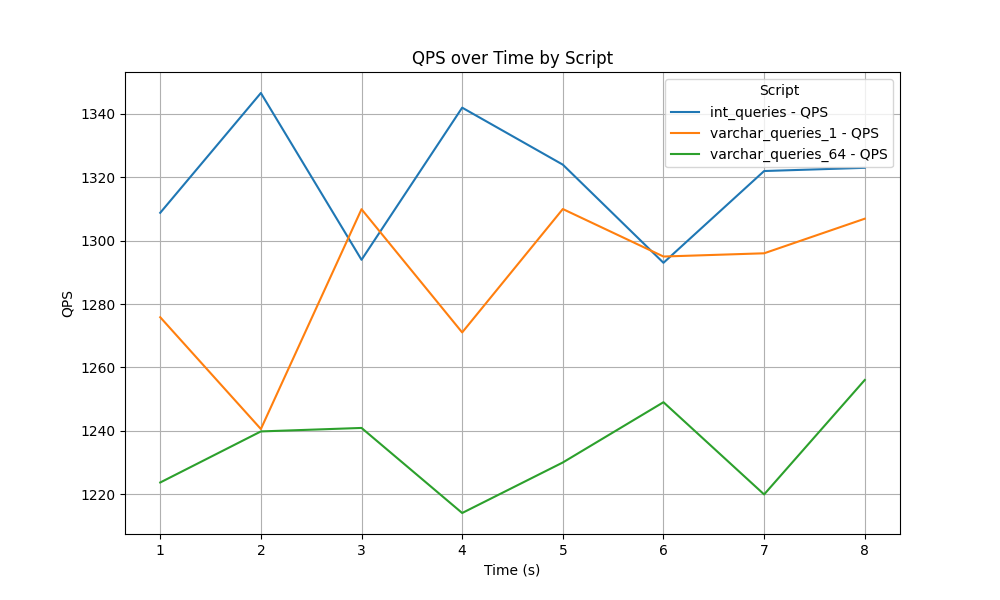 QPS over Time by Script
Script
int_queries - QPS
varchar_queries_1 - QPS
varchar_queries_64 - QPS
QPS
1340
1320
1300
1280
1260
1240
1220
1 2 3 4 5 6 7 8
Time (s)